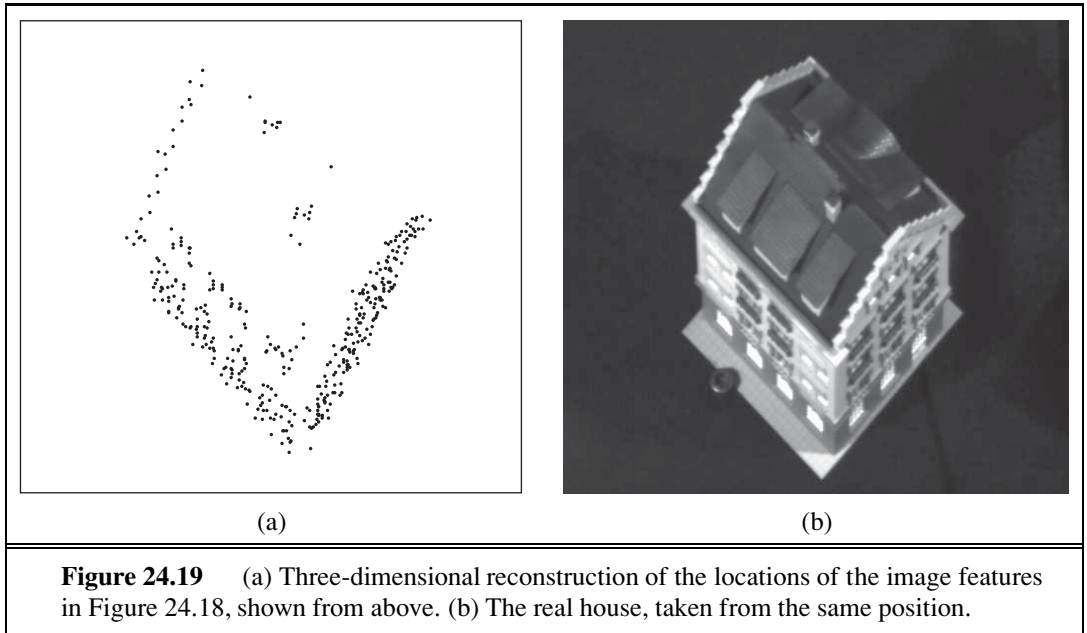 (a)
(b)
Figure 24.19 (a) Three-dimensional reconstruction of the locations of the image features
in Figure 24.18, shown from above. (b) The real house, taken from the same position.